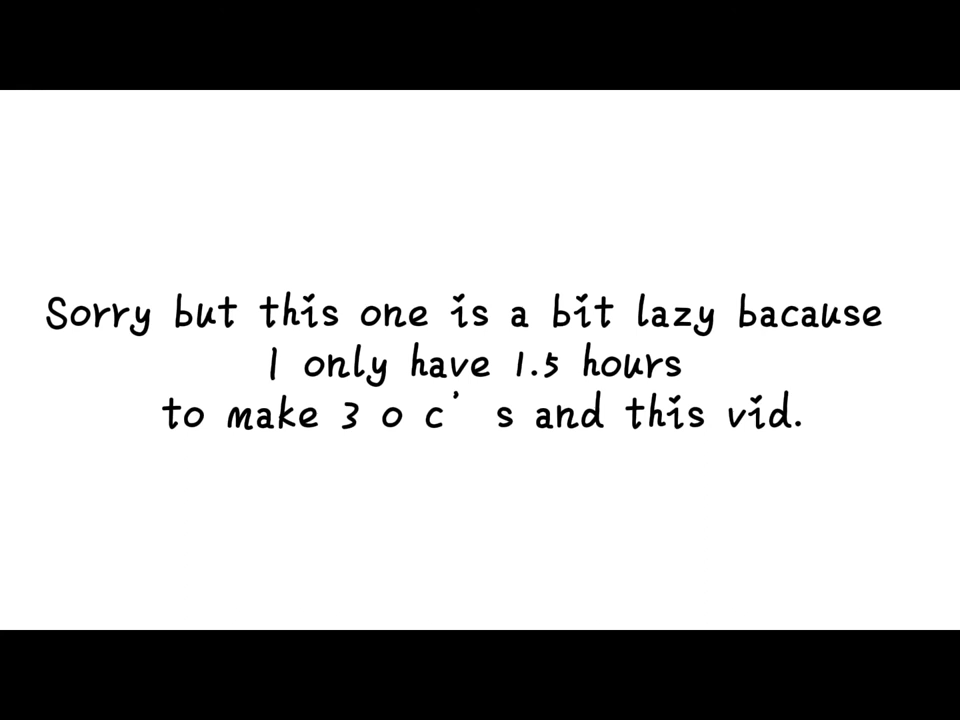 Sorry but this one is a bit lazy bacause
I only have 1.5 hours
to make 3 o c's and this vid.